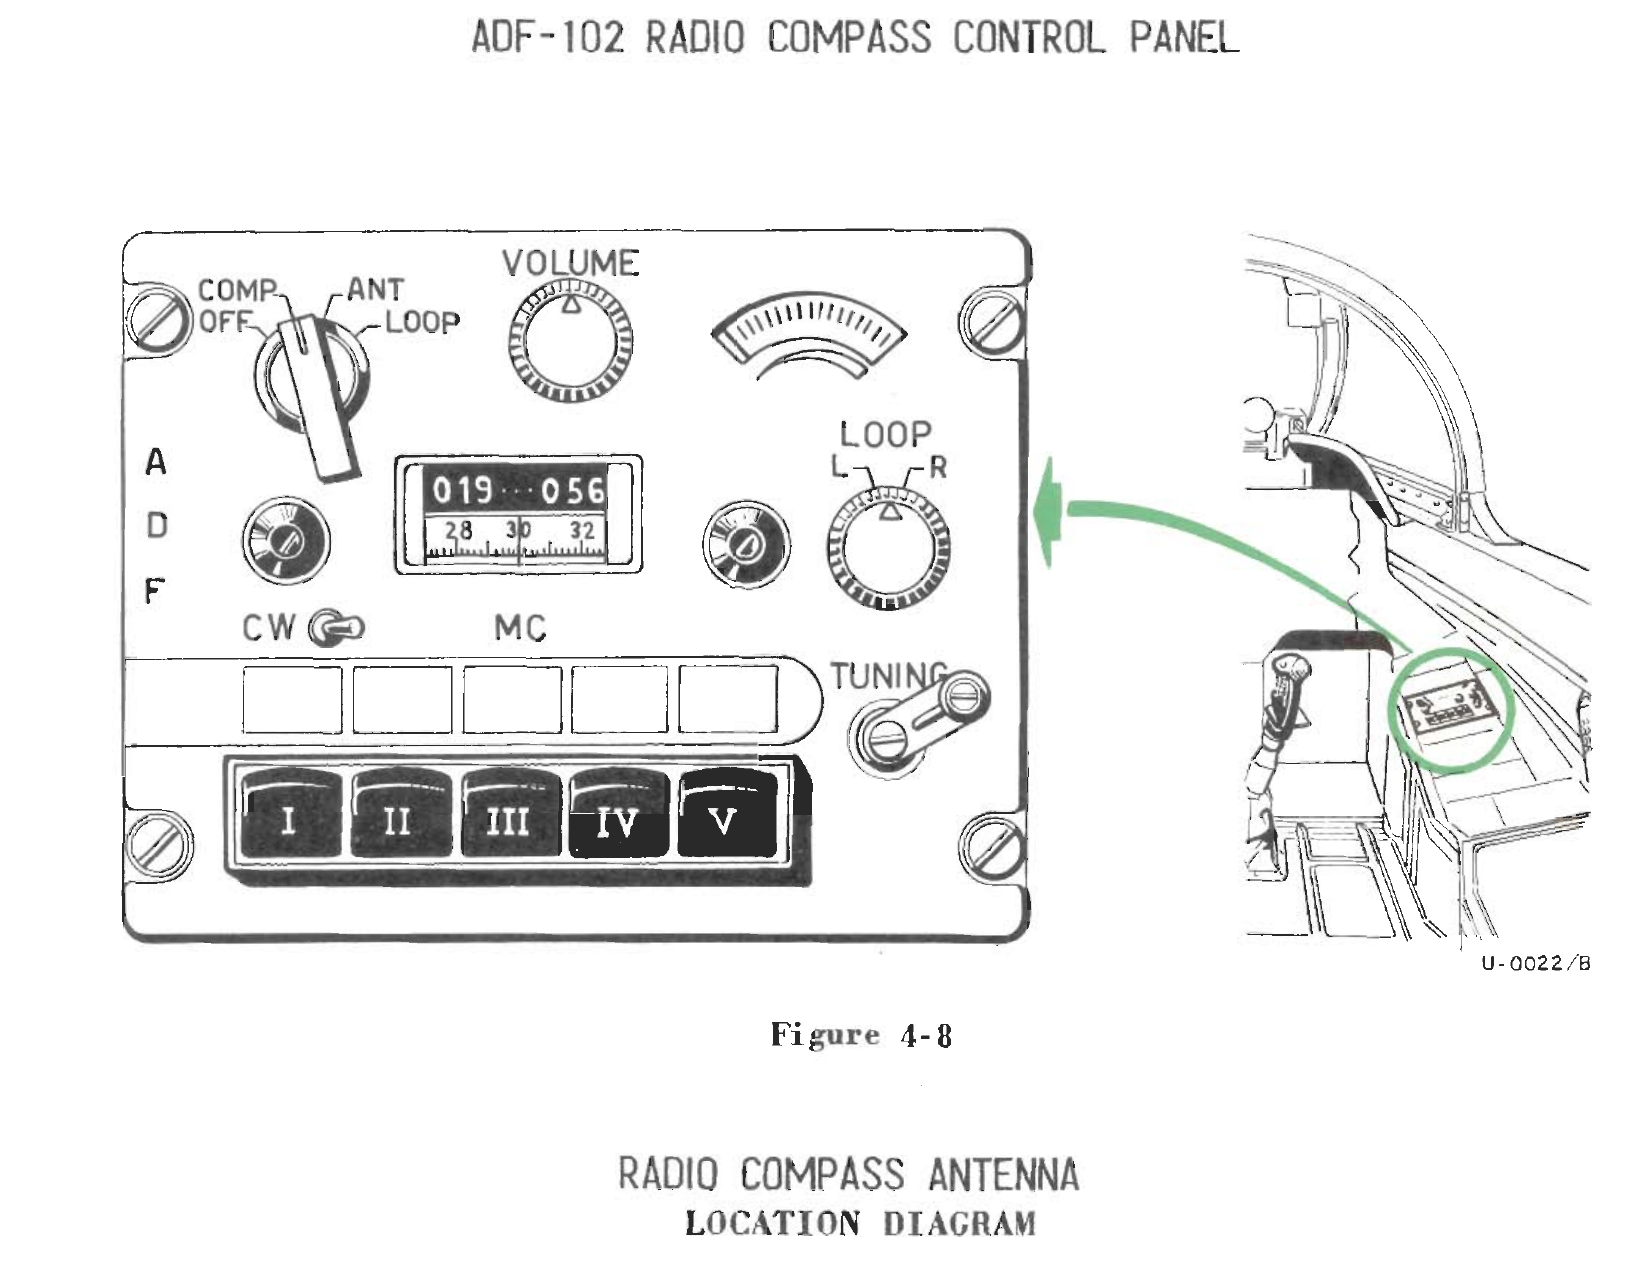 ADF-102 RADIO COMPASS CONTROL PANEL
VOLUME
COMP ANT
OFF LOOP
LOOP
L R
A
D
F
019 ··· 056
28 30 32
CW MC
TUNING
I II III IV V
U-0022/B
Figure 4-8
RADIO COMPASS ANTENNA
LOCATION DIAGRAM